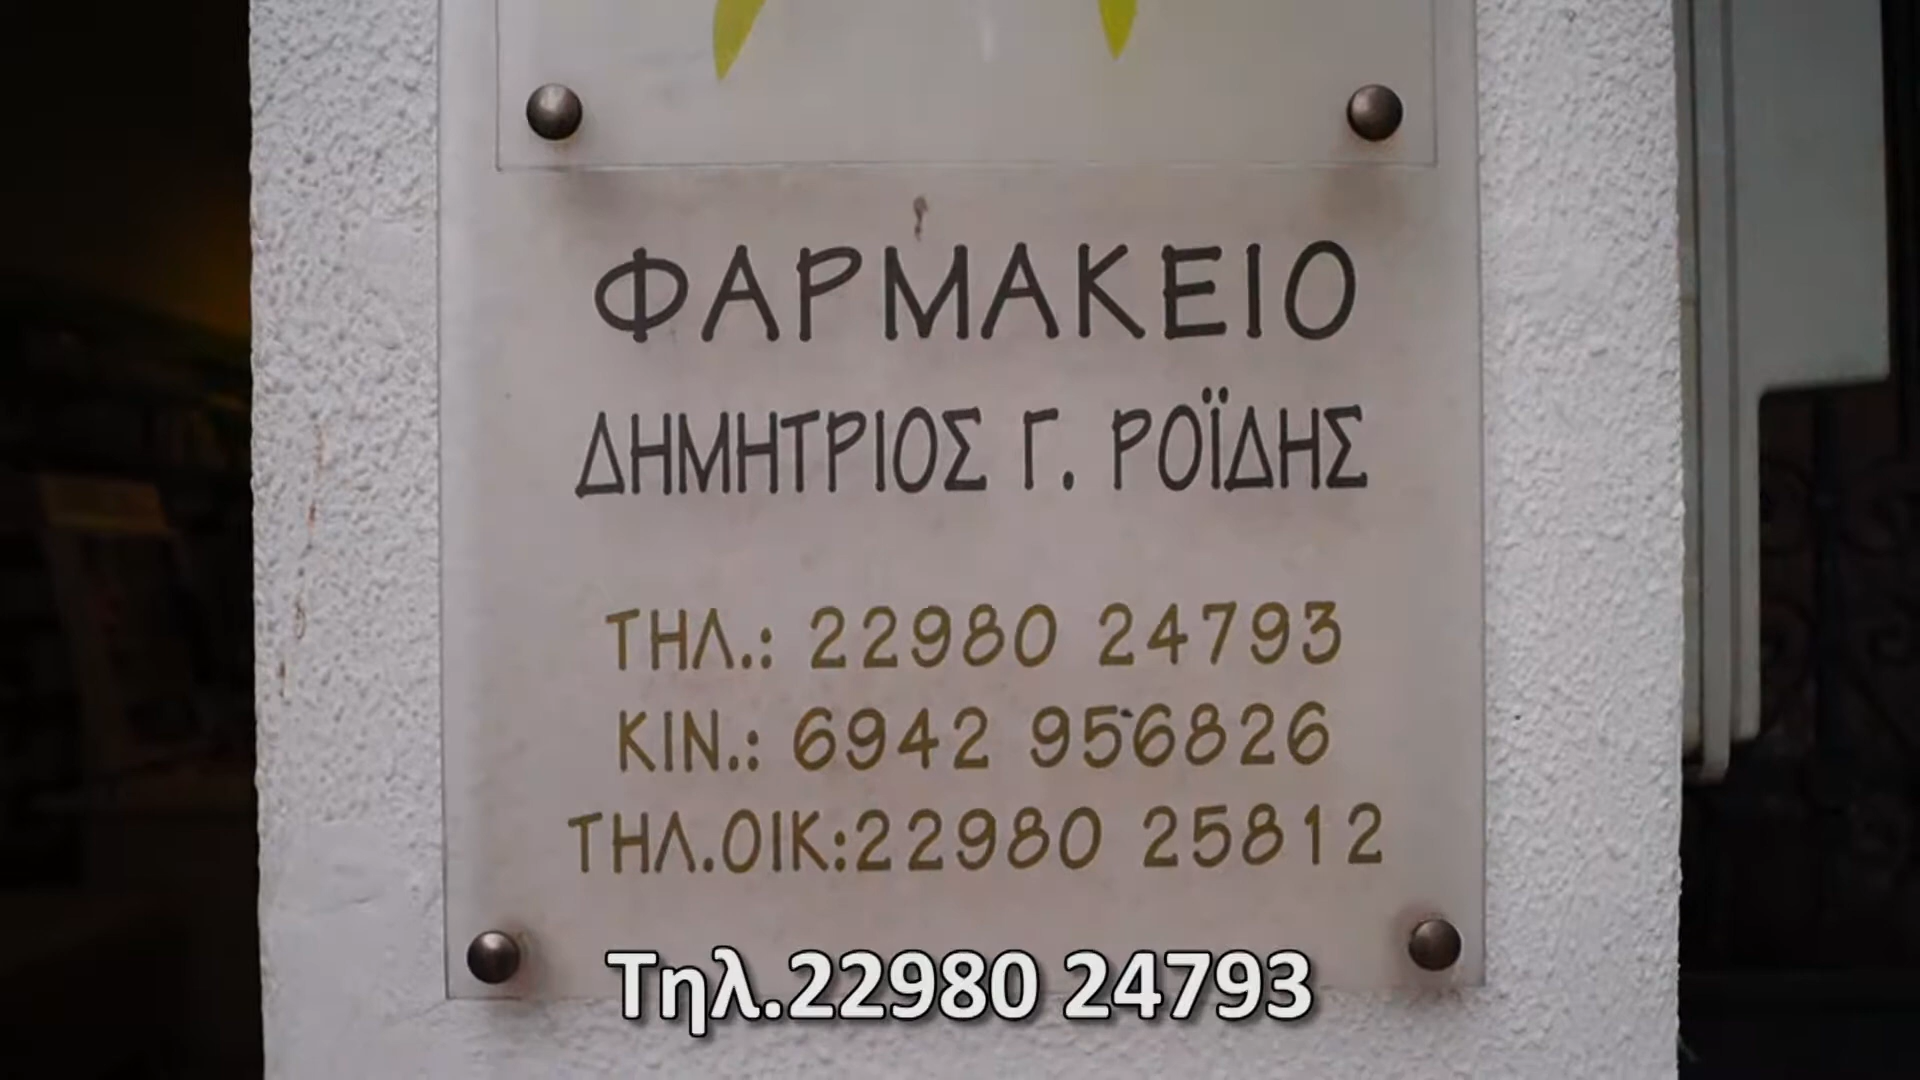 ΦΑΡΜΑΚΕΙΟ
ΔΗΜΗΤΡΙΟΣ Γ. ΡΟΪΔΗΣ
ΤΗΛ.: 22980 24793
ΚΙΝ.: 6942 956826
ΤΗΛ.ΟΙΚ:22980 25812
Τηλ.22980 24793